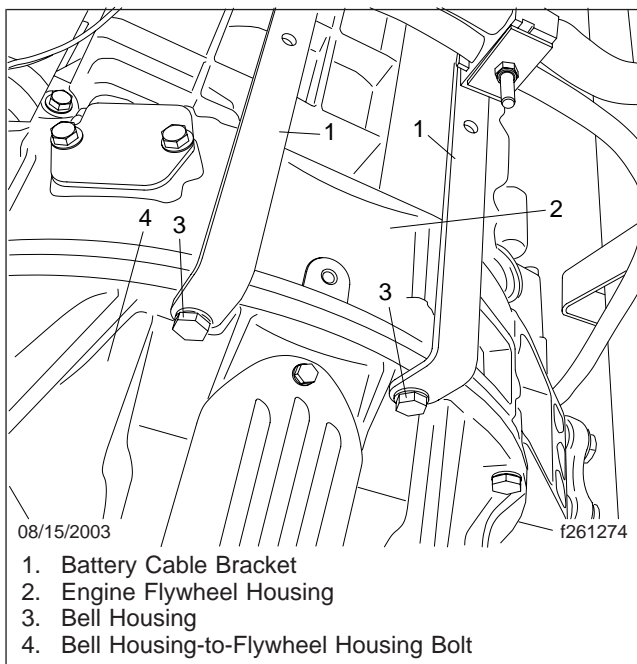 1
1
2
4
3
3
08/15/2003
f261274
1. Battery Cable Bracket
2. Engine Flywheel Housing
3. Bell Housing
4. Bell Housing-to-Flywheel Housing Bolt